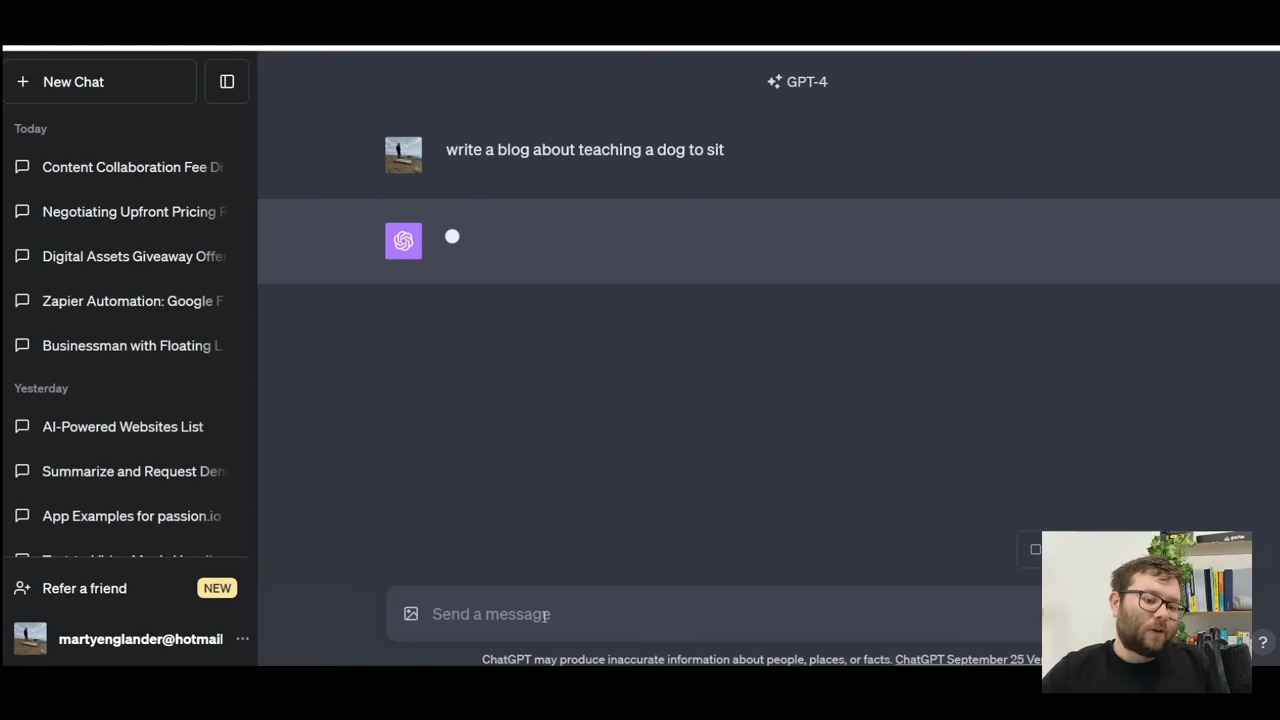 New Chat
Today
Content Collaboration Fee Di
Negotiating Upfront Pricing R
Digital Assets Giveaway Offe
Zapier Automation: Google F
Businessman with Floating L
Yesterday
AI-Powered Websites List
Summarize and Request Den
App Examples for passion.io
Refer a friend NEW
martyenglander@hotmail
GPT-4
write a blog about teaching a dog to sit
Send a message
ChatGPT may produce inaccurate information about people, places, or facts. ChatGPT September 25 Ve
?